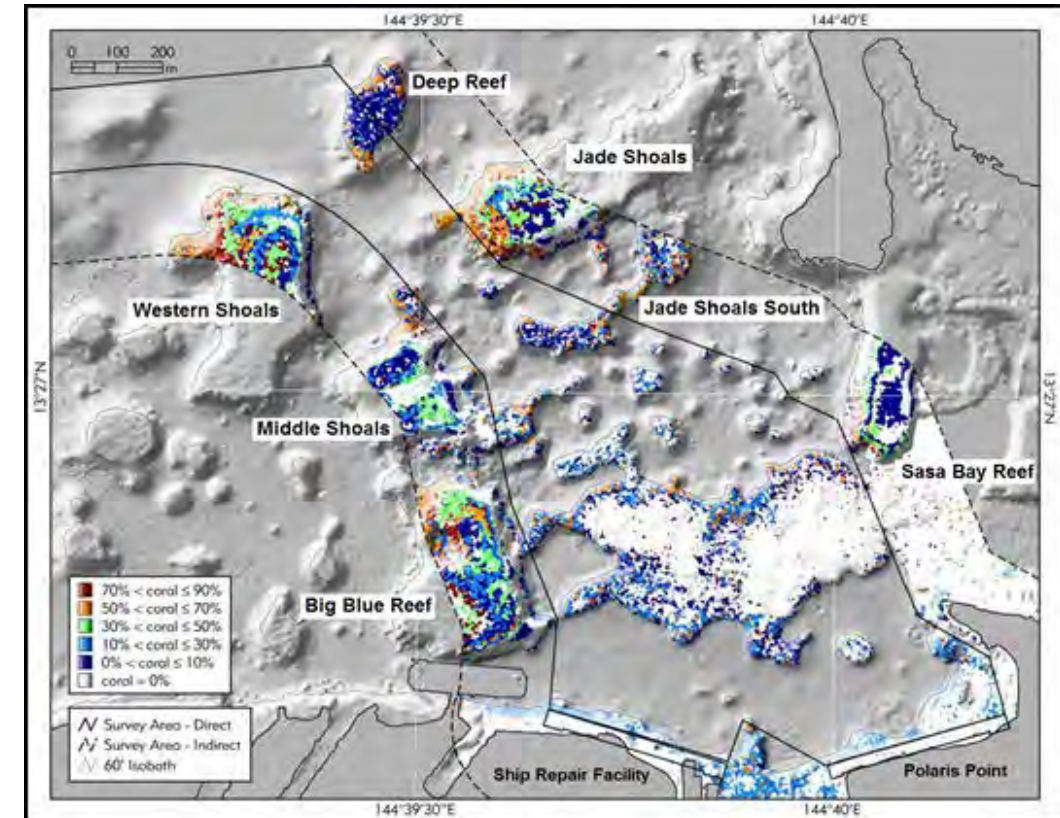 144°39'30"E
144°40'E
0 100 200
m
Deep Reef
Jade Shoals
Western Shoals
Jade Shoals South
13°27'N
13°27'N
Middle Shoals
Sasa Bay Reef
Big Blue Reef
70% < coral ≤ 90%
50% < coral ≤ 70%
30% < coral ≤ 50%
10% < coral ≤ 30%
0% < coral ≤ 10%
coral = 0%
Survey Area - Direct
Survey Area - Indirect
60' Isobath
Ship Repair Facility
Polaris Point
144°39'30"E
144°40'E